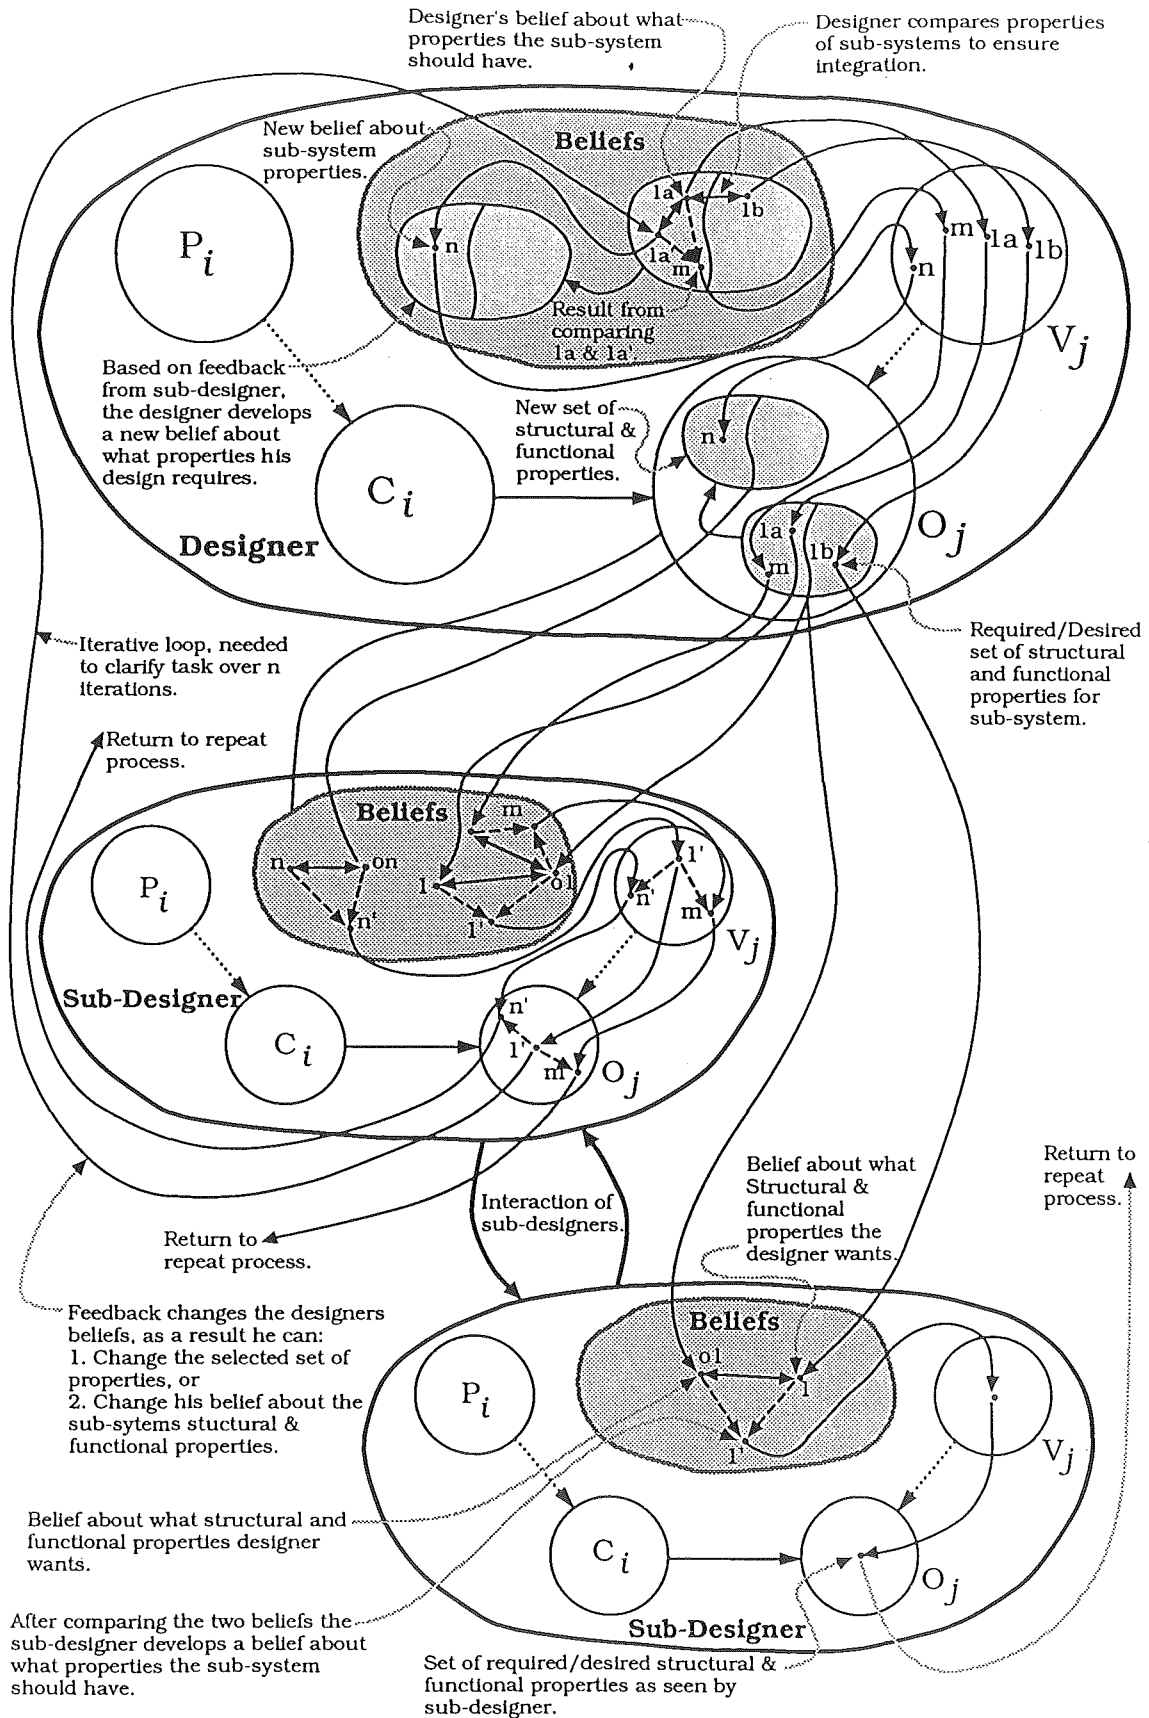 Designer's belief about what
properties the sub-system
should have.
Designer compares properties
of sub-systems to ensure
integration.
New belief about
sub-system
properties.
Beliefs
1a
1b
1a'
m
n
Result from
comparing
1a & 1a'.
P i
m
1a
1b
n
V j
Based on feedback
from sub-designer,
the designer develops
a new belief about
what properties his
design requires.
New set of
structural &
functional
properties.
n
C i
O j
1a
1b
m
Designer
Iterative loop, needed
to clarify task over n
iterations.
Required/Desired
set of structural
and functional
properties for
sub-system.
Return to repeat
process.
Beliefs
m
n
on
1
o1
n'
1'
P i
1'
n'
m
V j
Sub-Designer
C i
n'
1'
m
O j
Interaction of
sub-designers.
Belief about what
Structural &
functional
properties the
designer wants.
Return to
repeat
process.
Return to
repeat process.
Feedback changes the designers
beliefs, as a result he can:
1. Change the selected set of
properties, or
2. Change his belief about the
sub-sytems stuctural &
functional properties.
Beliefs
o1
1
1'
P i
V j
Belief about what structural and
functional properties designer
wants.
C i
O j
After comparing the two beliefs the
sub-designer develops a belief about
what properties the sub-system
should have.
Sub-Designer
Set of required/desired structural &
functional properties as seen by
sub-designer.